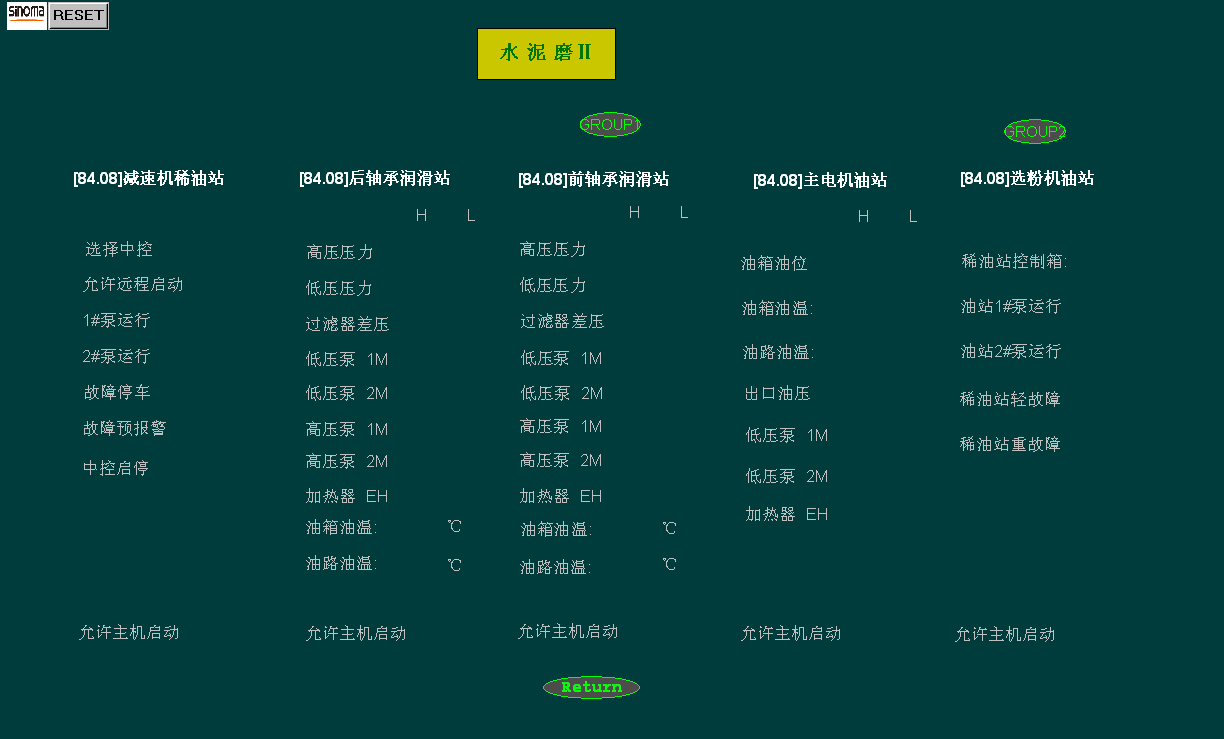 sinoma RESET
水 泥 磨 II
GROUP1
GROUP2
[84.08]减速机稀油站
选择中控
允许远程启动
1#泵运行
2#泵运行
故障停车
故障预报警
中控启停
允许主机启动
[84.08]后轴承润滑站
H L
高压压力
低压压力
过滤器差压
低压泵 1M
低压泵 2M
高压泵 1M
高压泵 2M
加热器 EH
油箱油温: ℃
油路油温: ℃
允许主机启动
[84.08]前轴承润滑站
H L
高压压力
低压压力
过滤器差压
低压泵 1M
低压泵 2M
高压泵 1M
高压泵 2M
加热器 EH
油箱油温: ℃
油路油温: ℃
允许主机启动
[84.08]主电机油站
H L
油箱油位
油箱油温:
油路油温:
出口油压
低压泵 1M
低压泵 2M
加热器 EH
允许主机启动
[84.08]选粉机油站
稀油站控制箱:
油站1#泵运行
油站2#泵运行
稀油站轻故障
稀油站重故障
允许主机启动
Return